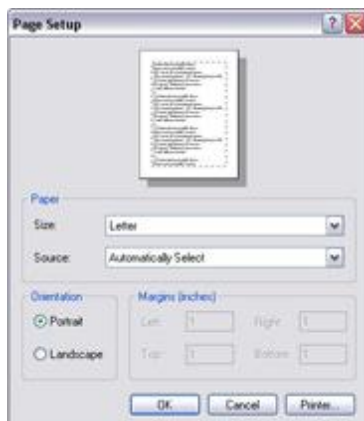 Page Setup
Paper
Size: Letter
Source: Automatically Select
Orientation
Portrait
Landscape
Margins (inches)
Left: 1 Right: 1
Top: 1 Bottom: 1
OK Cancel Printer...